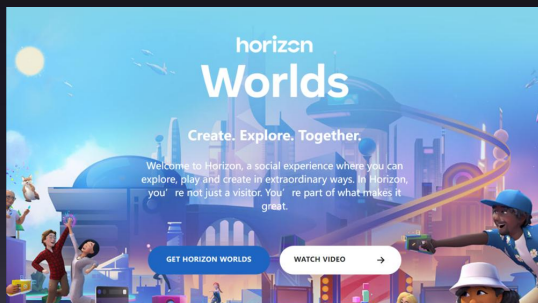 horizon
Worlds
Create. Explore. Together.
Welcome to Horizon, a social experience where you can
explore, play and create in extraordinary ways. In Horizon,
you’ re not just a visitor. You’ re part of what makes it
great.
GET HORIZON WORLDS
WATCH VIDEO →